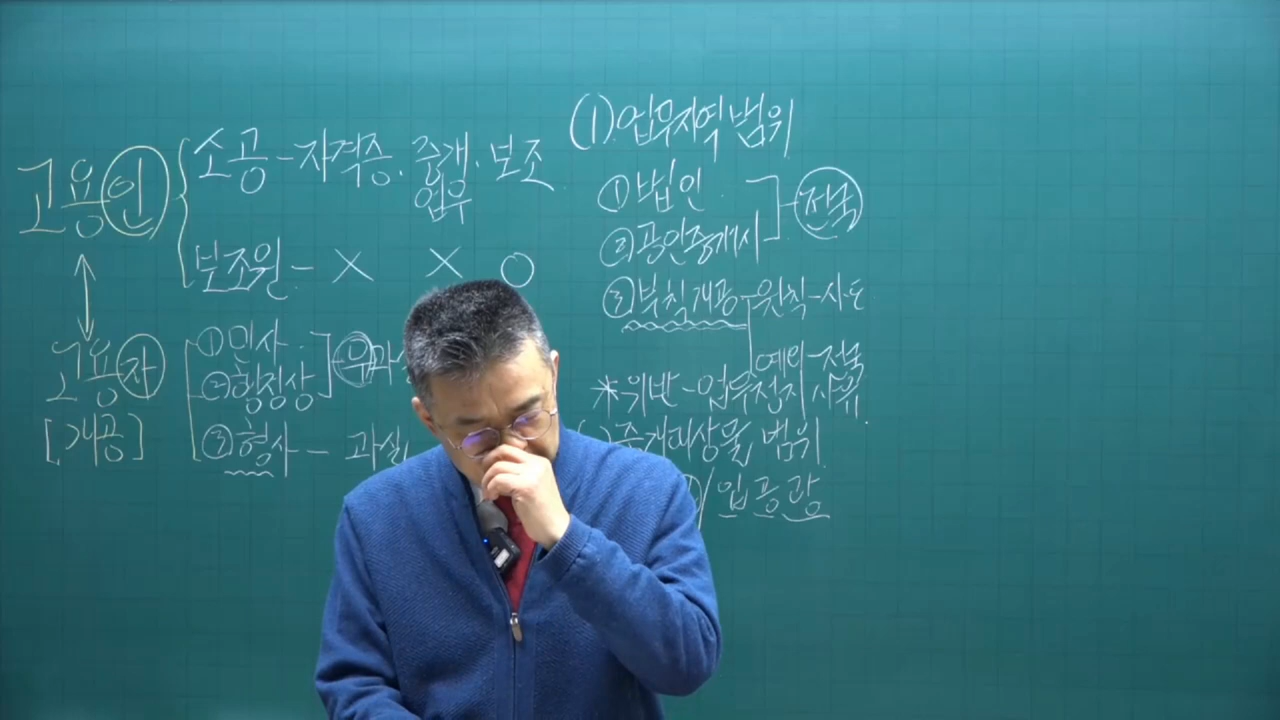 고용인
소공 - 자격증. 중개. 보조
업무
보조원 - X X O
고용자
[개공]
① 민사
② 행정상
무과
③ 형사 - 과실
(1) 업무지역 범위
① 법인
② 공인중개사
전국
③ 부칙개공 - 원칙 - 시·도
예외 - 전국
* 위반 - 업무정지 사유
중개대상물 범위
입 공 광